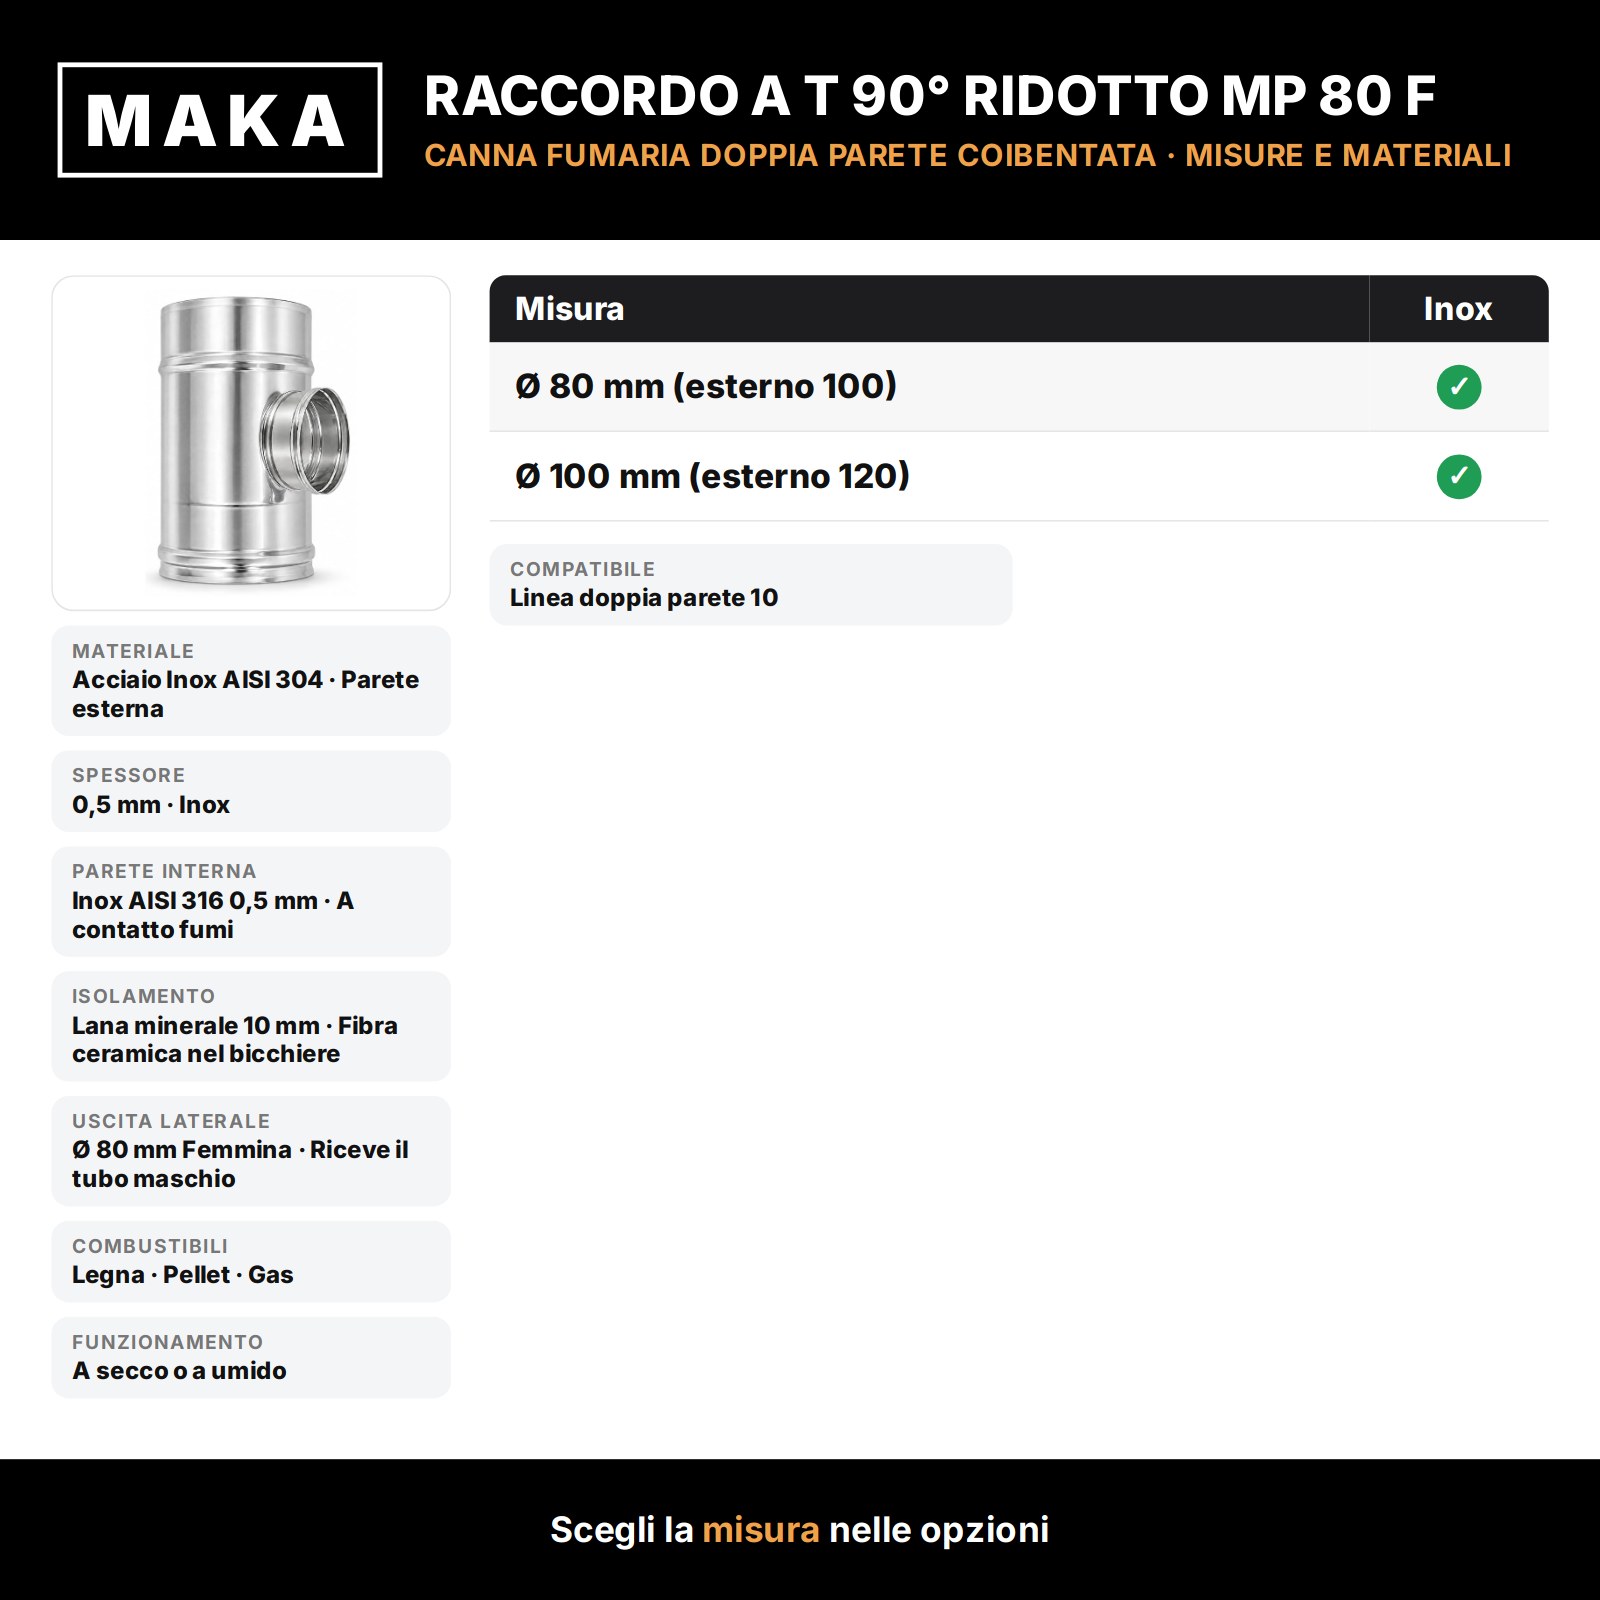 MAKA
RACCORDO A T 90° RIDOTTO MP 80 F
CANNA FUMARIA DOPPIA PARETE COIBENTATA · MISURE E MATERIALI
Misura Inox
Ø 80 mm (esterno 100) ✓
Ø 100 mm (esterno 120) ✓
COMPATIBILE
Linea doppia parete 10
MATERIALE
Acciaio Inox AISI 304 · Parete
esterna
SPESSORE
0,5 mm · Inox
PARETE INTERNA
Inox AISI 316 0,5 mm · A
contatto fumi
ISOLAMENTO
Lana minerale 10 mm · Fibra
ceramica nel bicchiere
USCITA LATERALE
Ø 80 mm Femmina · Riceve il
tubo maschio
COMBUSTIBILI
Legna · Pellet · Gas
FUNZIONAMENTO
A secco o a umido
Scegli la misura nelle opzioni